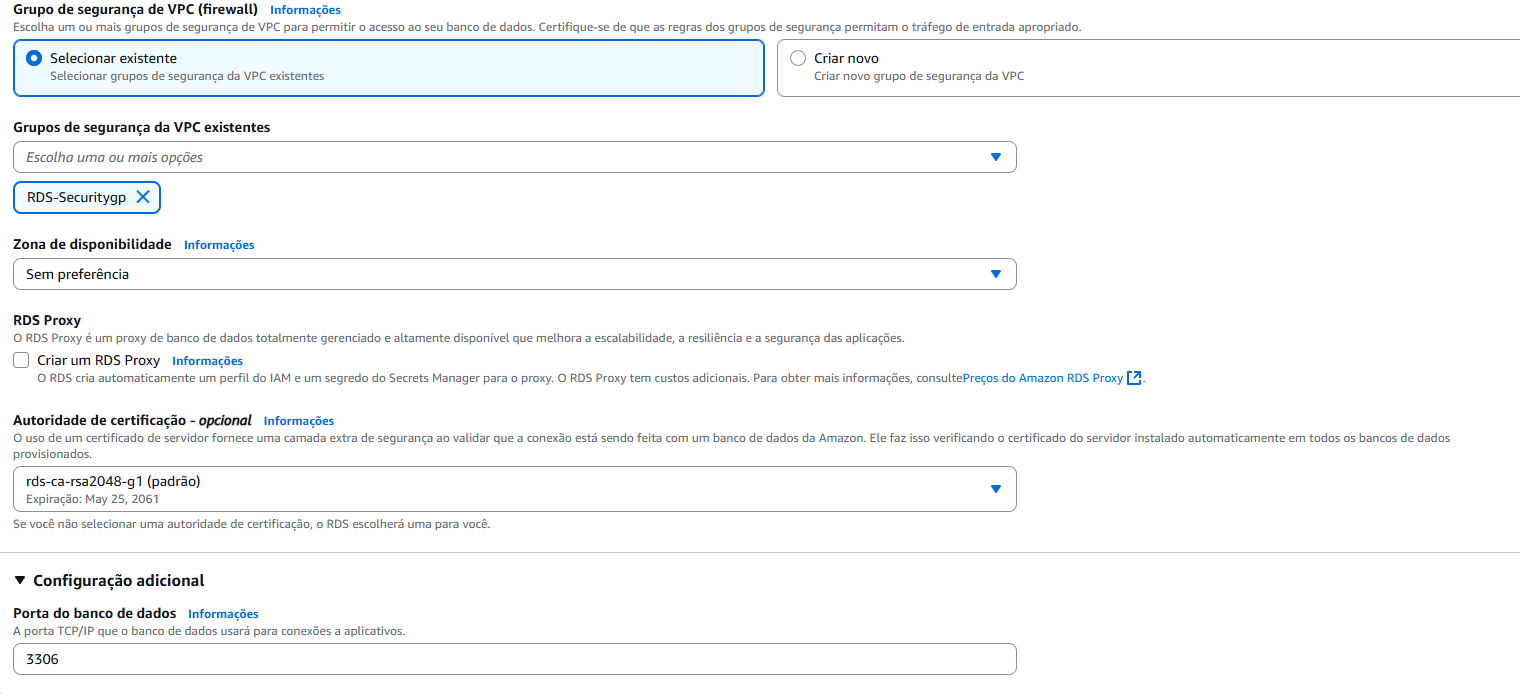 Grupo de segurança de VPC (firewall) Informações
Escolha um ou mais grupos de segurança de VPC para permitir o acesso ao seu banco de dados. Certifique-se de que as regras dos grupos de segurança permitam o tráfego de entrada apropriado.
Selecionar existente
Selecionar grupos de segurança da VPC existentes
Criar novo
Criar novo grupo de segurança da VPC
Grupos de segurança da VPC existentes
Escolha uma ou mais opções
RDS-Securitygp
Zona de disponibilidade Informações
Sem preferência
RDS Proxy
O RDS Proxy é um proxy de banco de dados totalmente gerenciado e altamente disponível que melhora a escalabilidade, a resiliência e a segurança das aplicações.
Criar um RDS Proxy Informações
O RDS cria automaticamente um perfil do IAM e um segredo do Secrets Manager para o proxy. O RDS Proxy tem custos adicionais. Para obter mais informações, consultePreços do Amazon RDS Proxy.
Autoridade de certificação - opcional Informações
O uso de um certificado de servidor fornece uma camada extra de segurança ao validar que a conexão está sendo feita com um banco de dados da Amazon. Ele faz isso verificando o certificado do servidor instalado automaticamente em todos os bancos de dados
provisionados.
rds-ca-rsa2048-g1 (padrão)
Expiração: May 25, 2061
Se você não selecionar uma autoridade de certificação, o RDS escolherá uma para você.
Configuração adicional
Porta do banco de dados Informações
A porta TCP/IP que o banco de dados usará para conexões a aplicativos.
3306